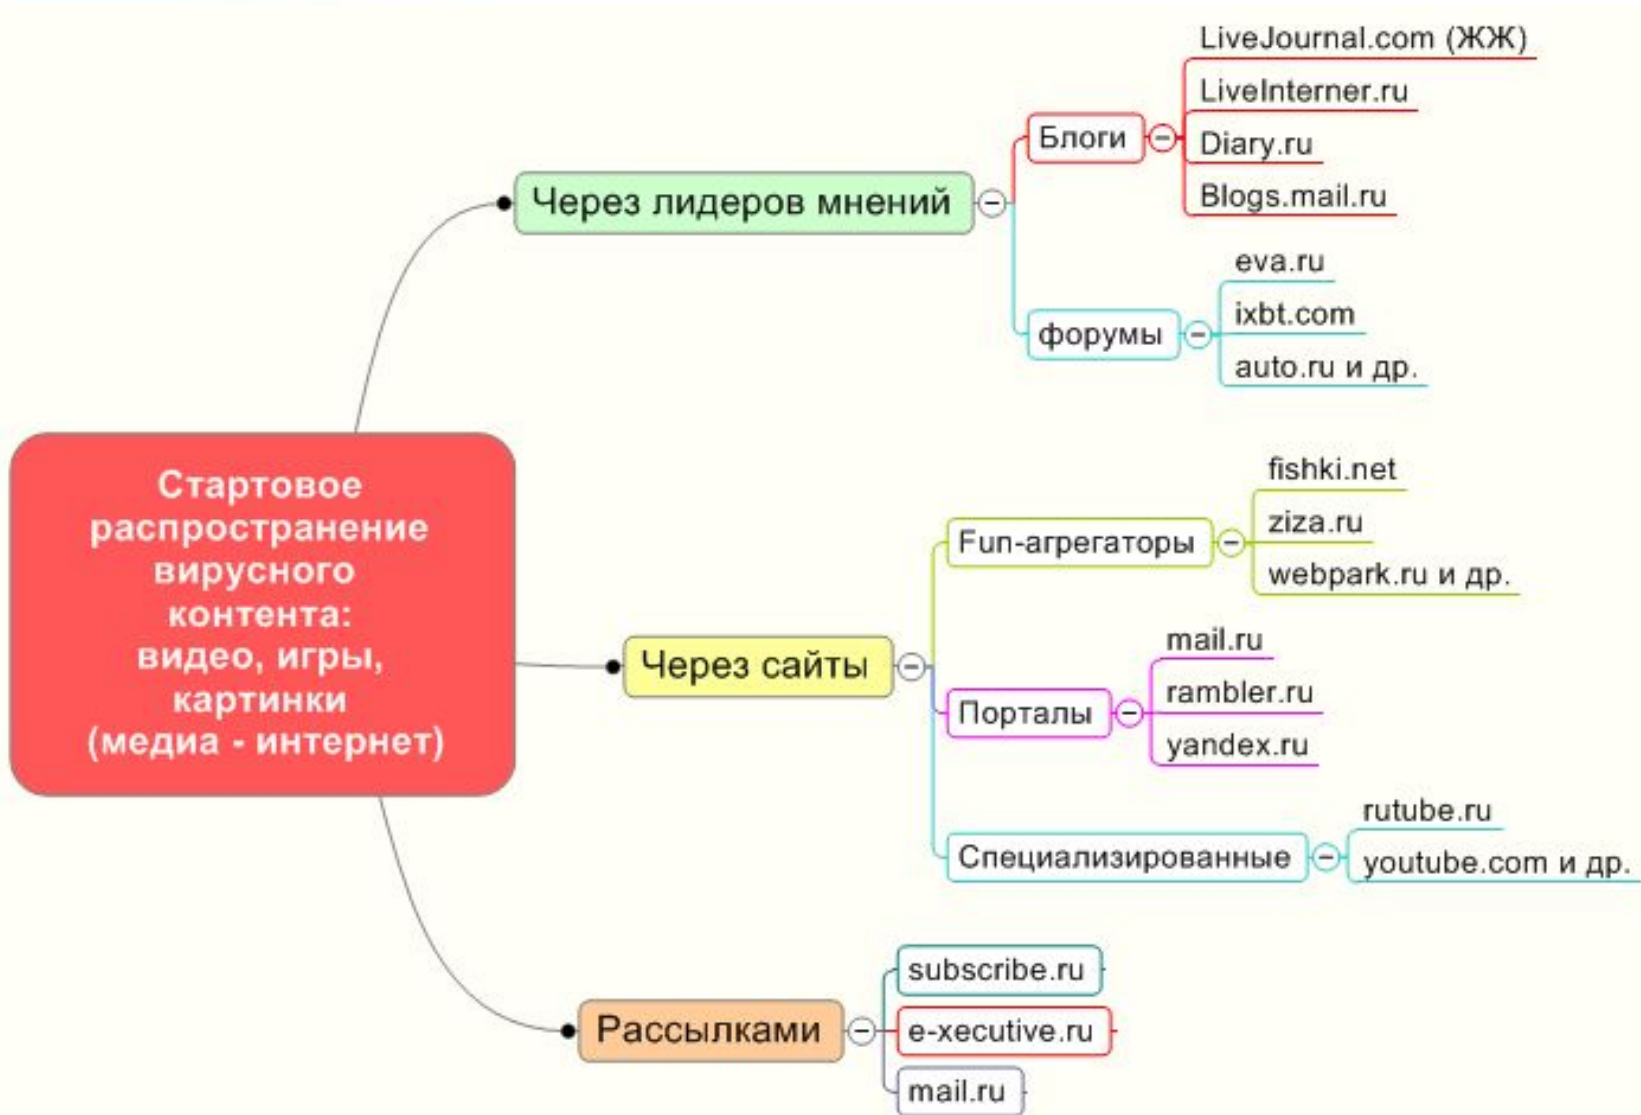 Стартовое
распространение
вирусного
контента:
видео, игры,
картинки
(медиа - интернет)
Через лидеров мнений
Блоги
LiveJournal.com (ЖЖ)
LiveInterner.ru
Diary.ru
Blogs.mail.ru
форумы
eva.ru
ixbt.com
auto.ru и др.
Через сайты
Fun-агрегаторы
fishki.net
ziza.ru
webpark.ru и др.
Порталы
mail.ru
rambler.ru
yandex.ru
Специализированные
rutube.ru
youtube.com и др.
Рассылками
subscribe.ru
e-xecutive.ru
mail.ru